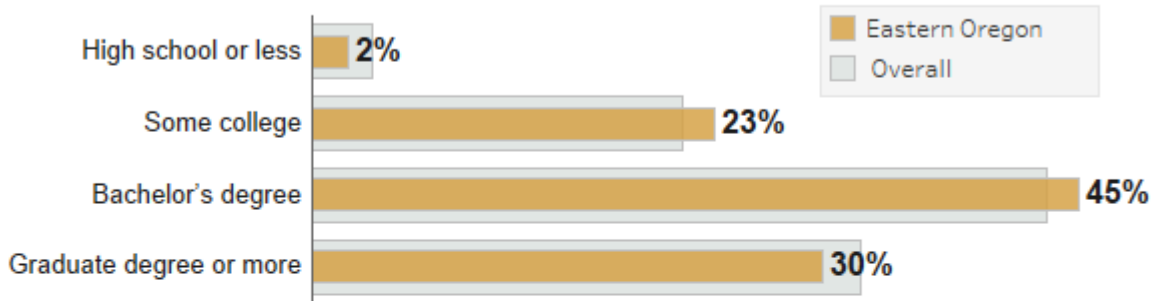 High school or less 2%
Eastern Oregon
Overall
Some college 23%
Bachelor’s degree 45%
Graduate degree or more 30%